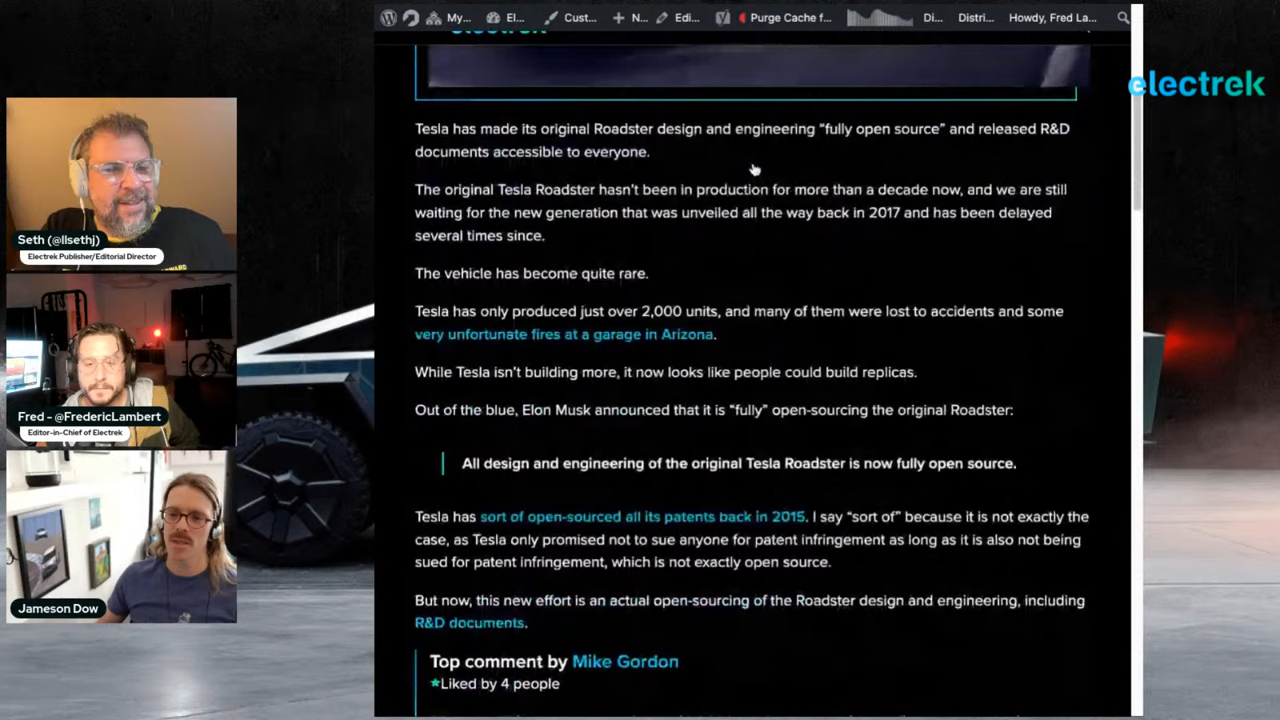 My...
El...
Cust...
N...
Edi...
Purge Cache f...
Di...
Distri...
Howdy, Fred La...
electrek
electrek
Tesla has made its original Roadster design and engineering “fully open source” and released R&D
documents accessible to everyone.
The original Tesla Roadster hasn’t been in production for more than a decade now, and we are still
waiting for the new generation that was unveiled all the way back in 2017 and has been delayed
several times since.
The vehicle has become quite rare.
Tesla has only produced just over 2,000 units, and many of them were lost to accidents and some
very unfortunate fires at a garage in Arizona.
While Tesla isn’t building more, it now looks like people could build replicas.
Out of the blue, Elon Musk announced that it is “fully” open-sourcing the original Roadster:
All design and engineering of the original Tesla Roadster is now fully open source.
Tesla has sort of open-sourced all its patents back in 2015. I say “sort of” because it is not exactly the
case, as Tesla only promised not to sue anyone for patent infringement as long as it is also not being
sued for patent infringement, which is not exactly open source.
But now, this new effort is an actual open-sourcing of the Roadster design and engineering, including
R&D documents.
Top comment by Mike Gordon
Liked by 4 people
Seth (@llsethj)
Electrek Publisher/Editorial Director
Fred - @FredericLambert
Editor-in-Chief of Electrek
Jameson Dow